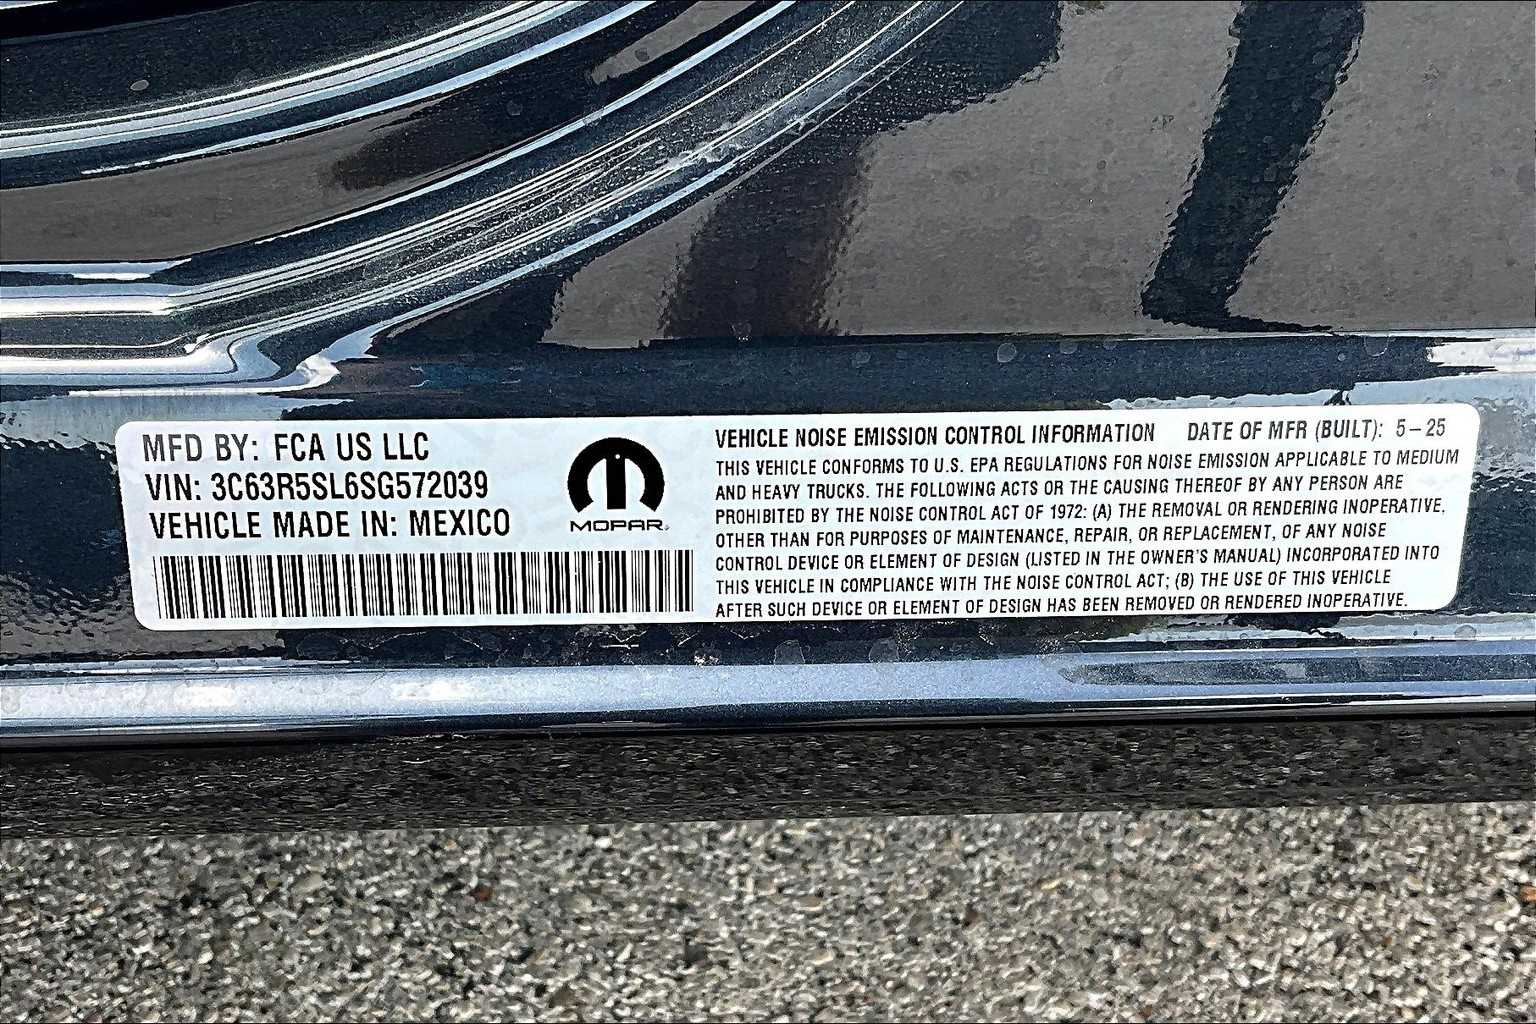 MFD BY: FCA US LLC
VIN: 3C63R5SL6SG572039
VEHICLE MADE IN: MEXICO
MOPAR®
VEHICLE NOISE EMISSION CONTROL INFORMATION DATE OF MFR (BUILT): 5-25
THIS VEHICLE CONFORMS TO U.S. EPA REGULATIONS FOR NOISE EMISSION APPLICABLE TO MEDIUM
AND HEAVY TRUCKS. THE FOLLOWING ACTS OR THE CAUSING THEREOF BY ANY PERSON ARE
PROHIBITED BY THE NOISE CONTROL ACT OF 1972: (A) THE REMOVAL OR RENDERING INOPERATIVE,
OTHER THAN FOR PURPOSES OF MAINTENANCE, REPAIR, OR REPLACEMENT, OF ANY NOISE
CONTROL DEVICE OR ELEMENT OF DESIGN (LISTED IN THE OWNER'S MANUAL) INCORPORATED INTO
THIS VEHICLE IN COMPLIANCE WITH THE NOISE CONTROL ACT; (B) THE USE OF THIS VEHICLE
AFTER SUCH DEVICE OR ELEMENT OF DESIGN HAS BEEN REMOVED OR RENDERED INOPERATIVE.